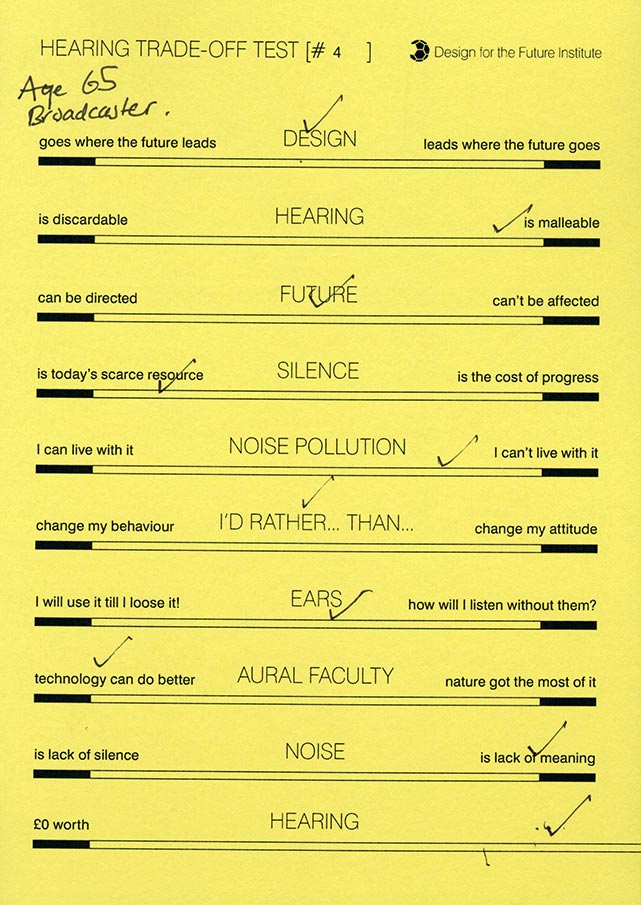 HEARING TRADE-OFF TEST [# 4 ] Design for the Future Institute
Age 65
Broadcaster.
goes where the future leads DESIGN leads where the future goes
is discardable HEARING is malleable
can be directed FUTURE can't be affected
is today's scarce resource SILENCE is the cost of progress
I can live with it NOISE POLLUTION I can't live with it
change my behaviour I'D RATHER... THAN... change my attitude
I will use it till I loose it! EARS how will I listen without them?
technology can do better AURAL FACULTY nature got the most of it
is lack of silence NOISE is lack of meaning
£0 worth HEARING